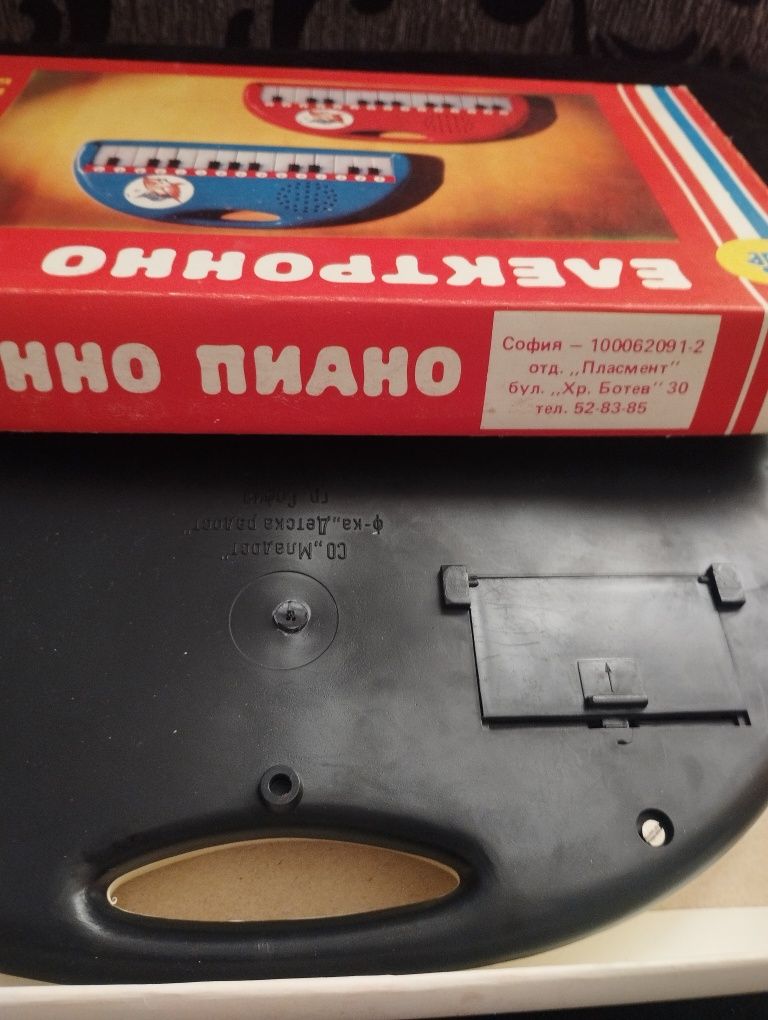 ЕЛЕКТРОННО
ННО ПИАНО
София — 100062091-2
отд. „Пласмент"
бул. „Хр. Ботев" 30
тел. 52-83-85
СО „Младост"
ф-ка „Детска радост"
гр. София